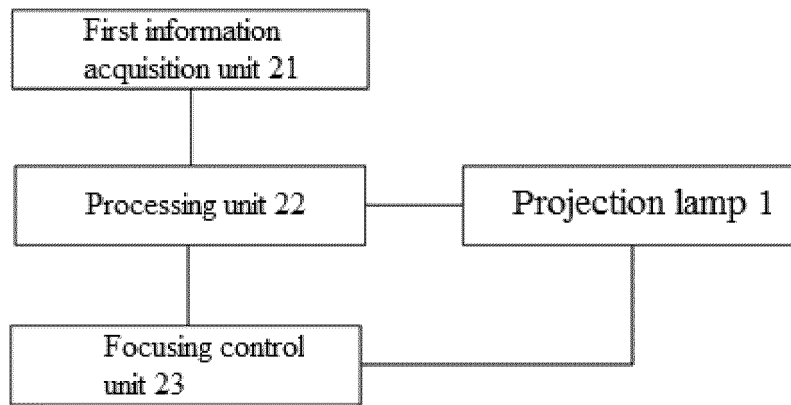 First information
acquisition unit 21
Processing unit 22
Projection lamp 1
Focusing control
unit 23